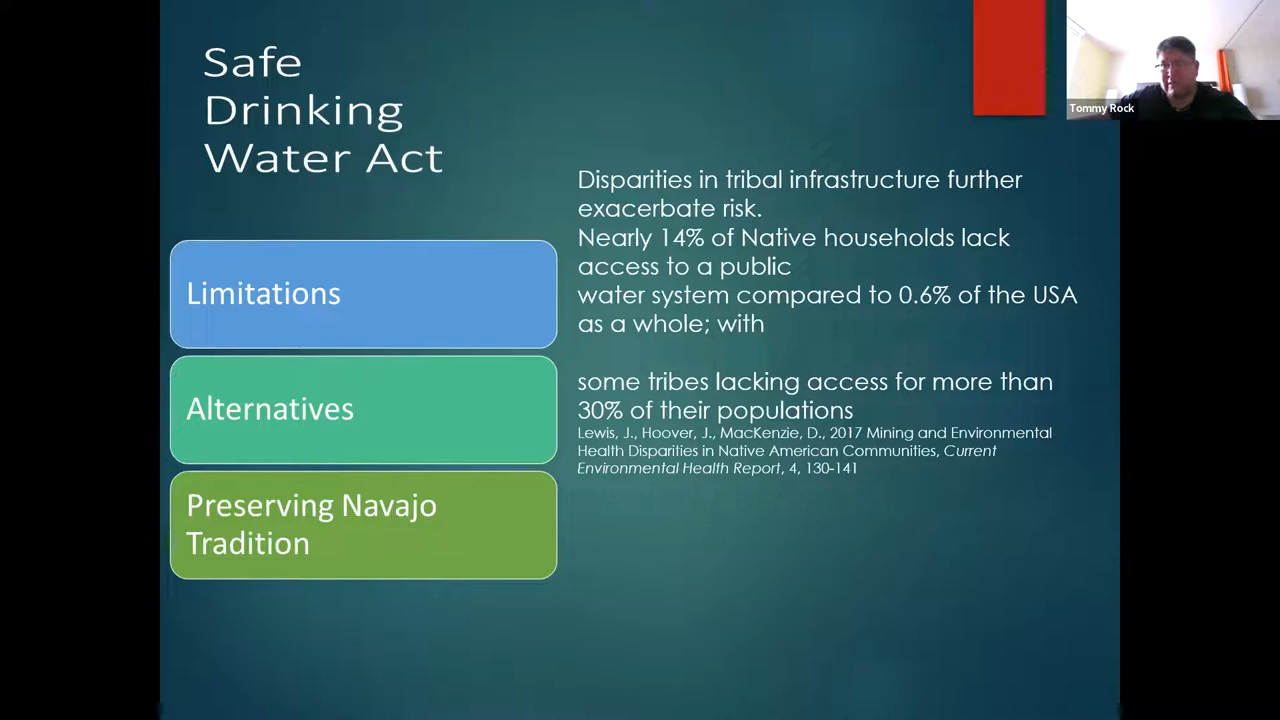 Safe
Drinking
Water Act
Tommy Rock
Disparities in tribal infrastructure further
exacerbate risk.
Nearly 14% of Native households lack
access to a public
water system compared to 0.6% of the USA
as a whole; with
some tribes lacking access for more than
30% of their populations
Lewis, J., Hoover, J., MacKenzie, D., 2017 Mining and Environmental
Health Disparities in Native American Communities, Current
Environmental Health Report, 4, 130-141
Limitations
Alternatives
Preserving Navajo
Tradition